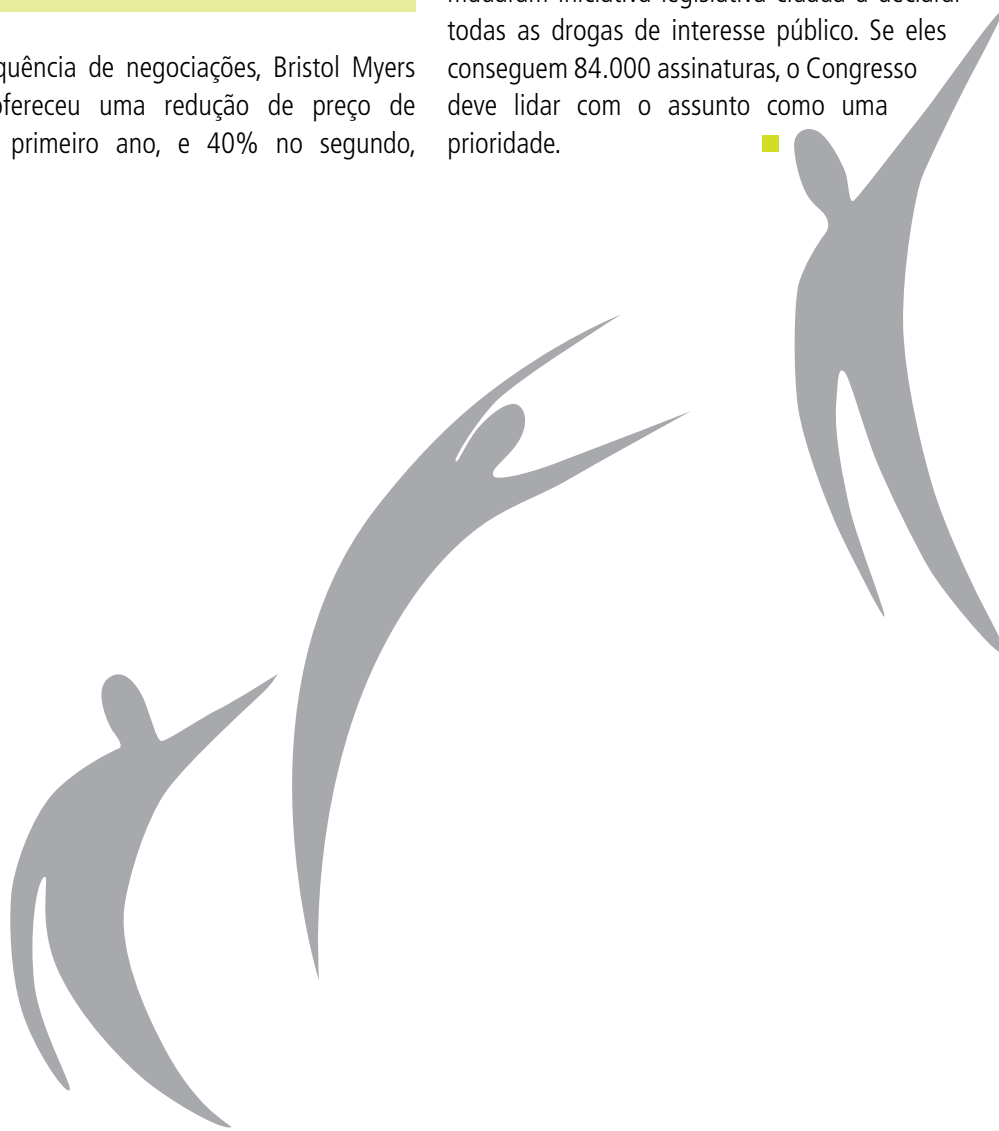 quência de negociações, Bristol Myers
ofereceu uma redução de preço de
primeiro ano, e 40% no segundo,
todas as drogas de interesse público. Se eles
conseguem 84.000 assinaturas, o Congresso
deve lidar com o assunto como uma
prioridade.